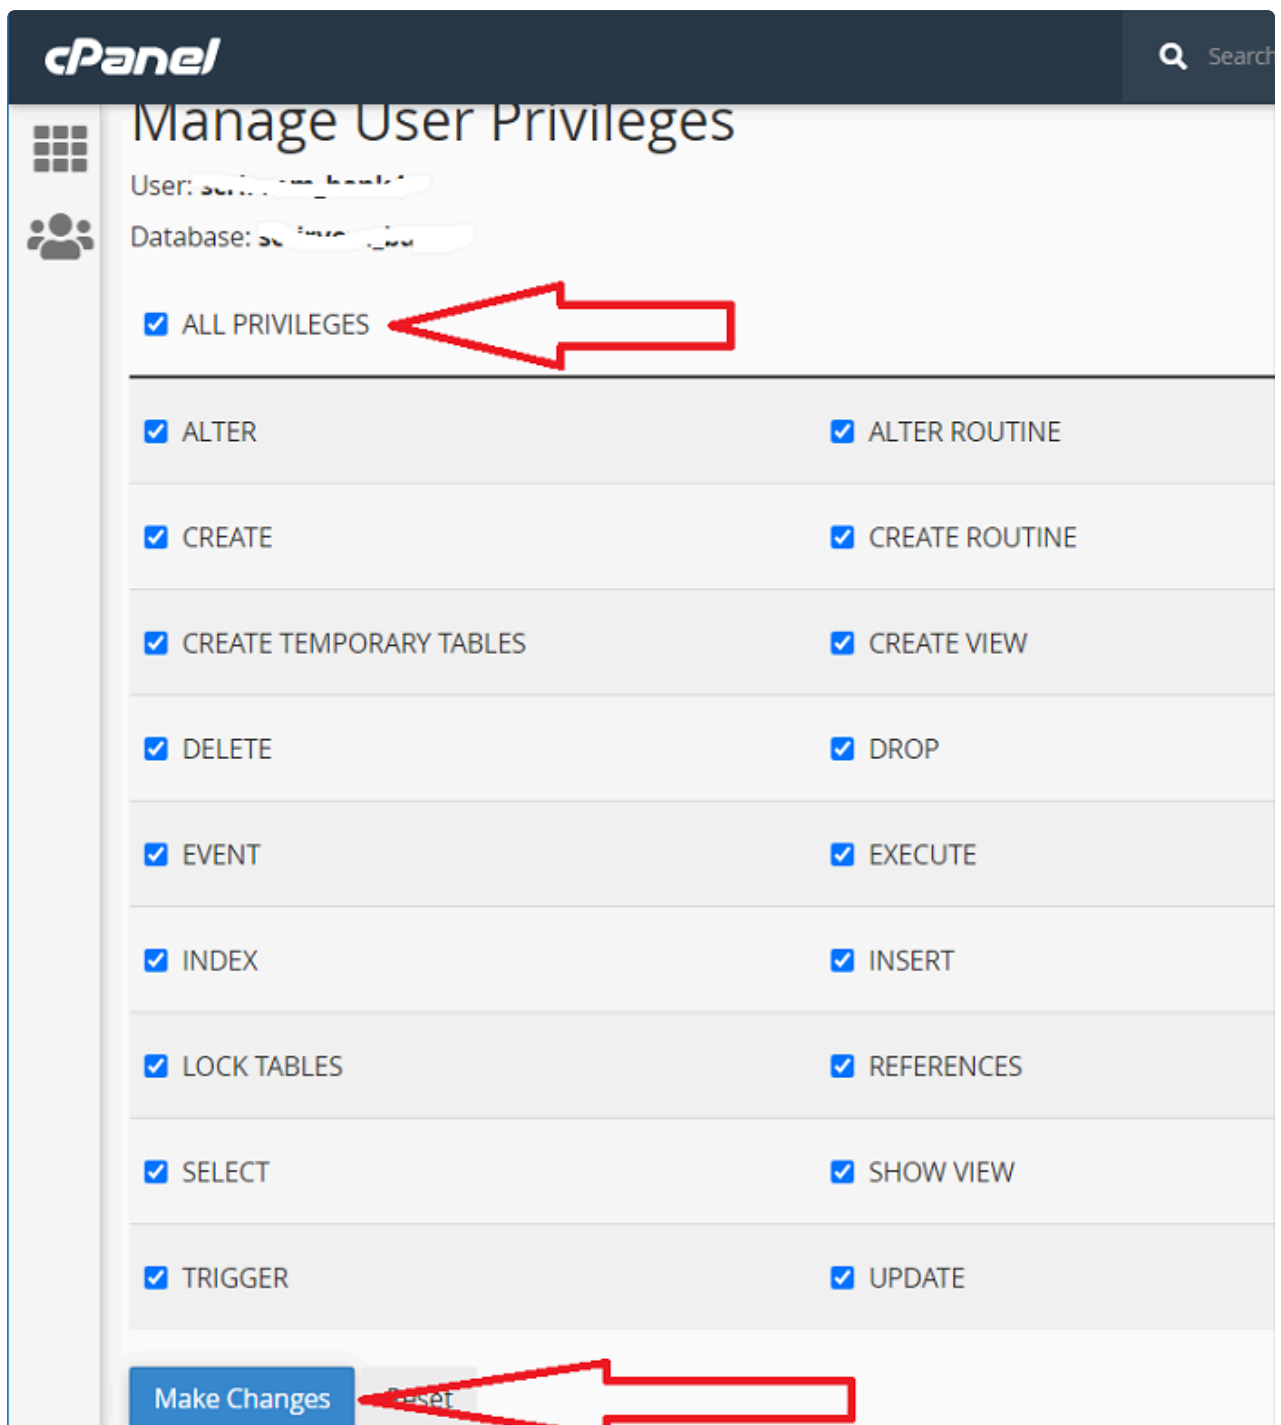 cPanel
Search
Manage User Privileges
User:
Database:
ALL PRIVILEGES
ALTER ALTER ROUTINE
CREATE CREATE ROUTINE
CREATE TEMPORARY TABLES CREATE VIEW
DELETE DROP
EVENT EXECUTE
INDEX INSERT
LOCK TABLES REFERENCES
SELECT SHOW VIEW
TRIGGER UPDATE
Make Changes Reset